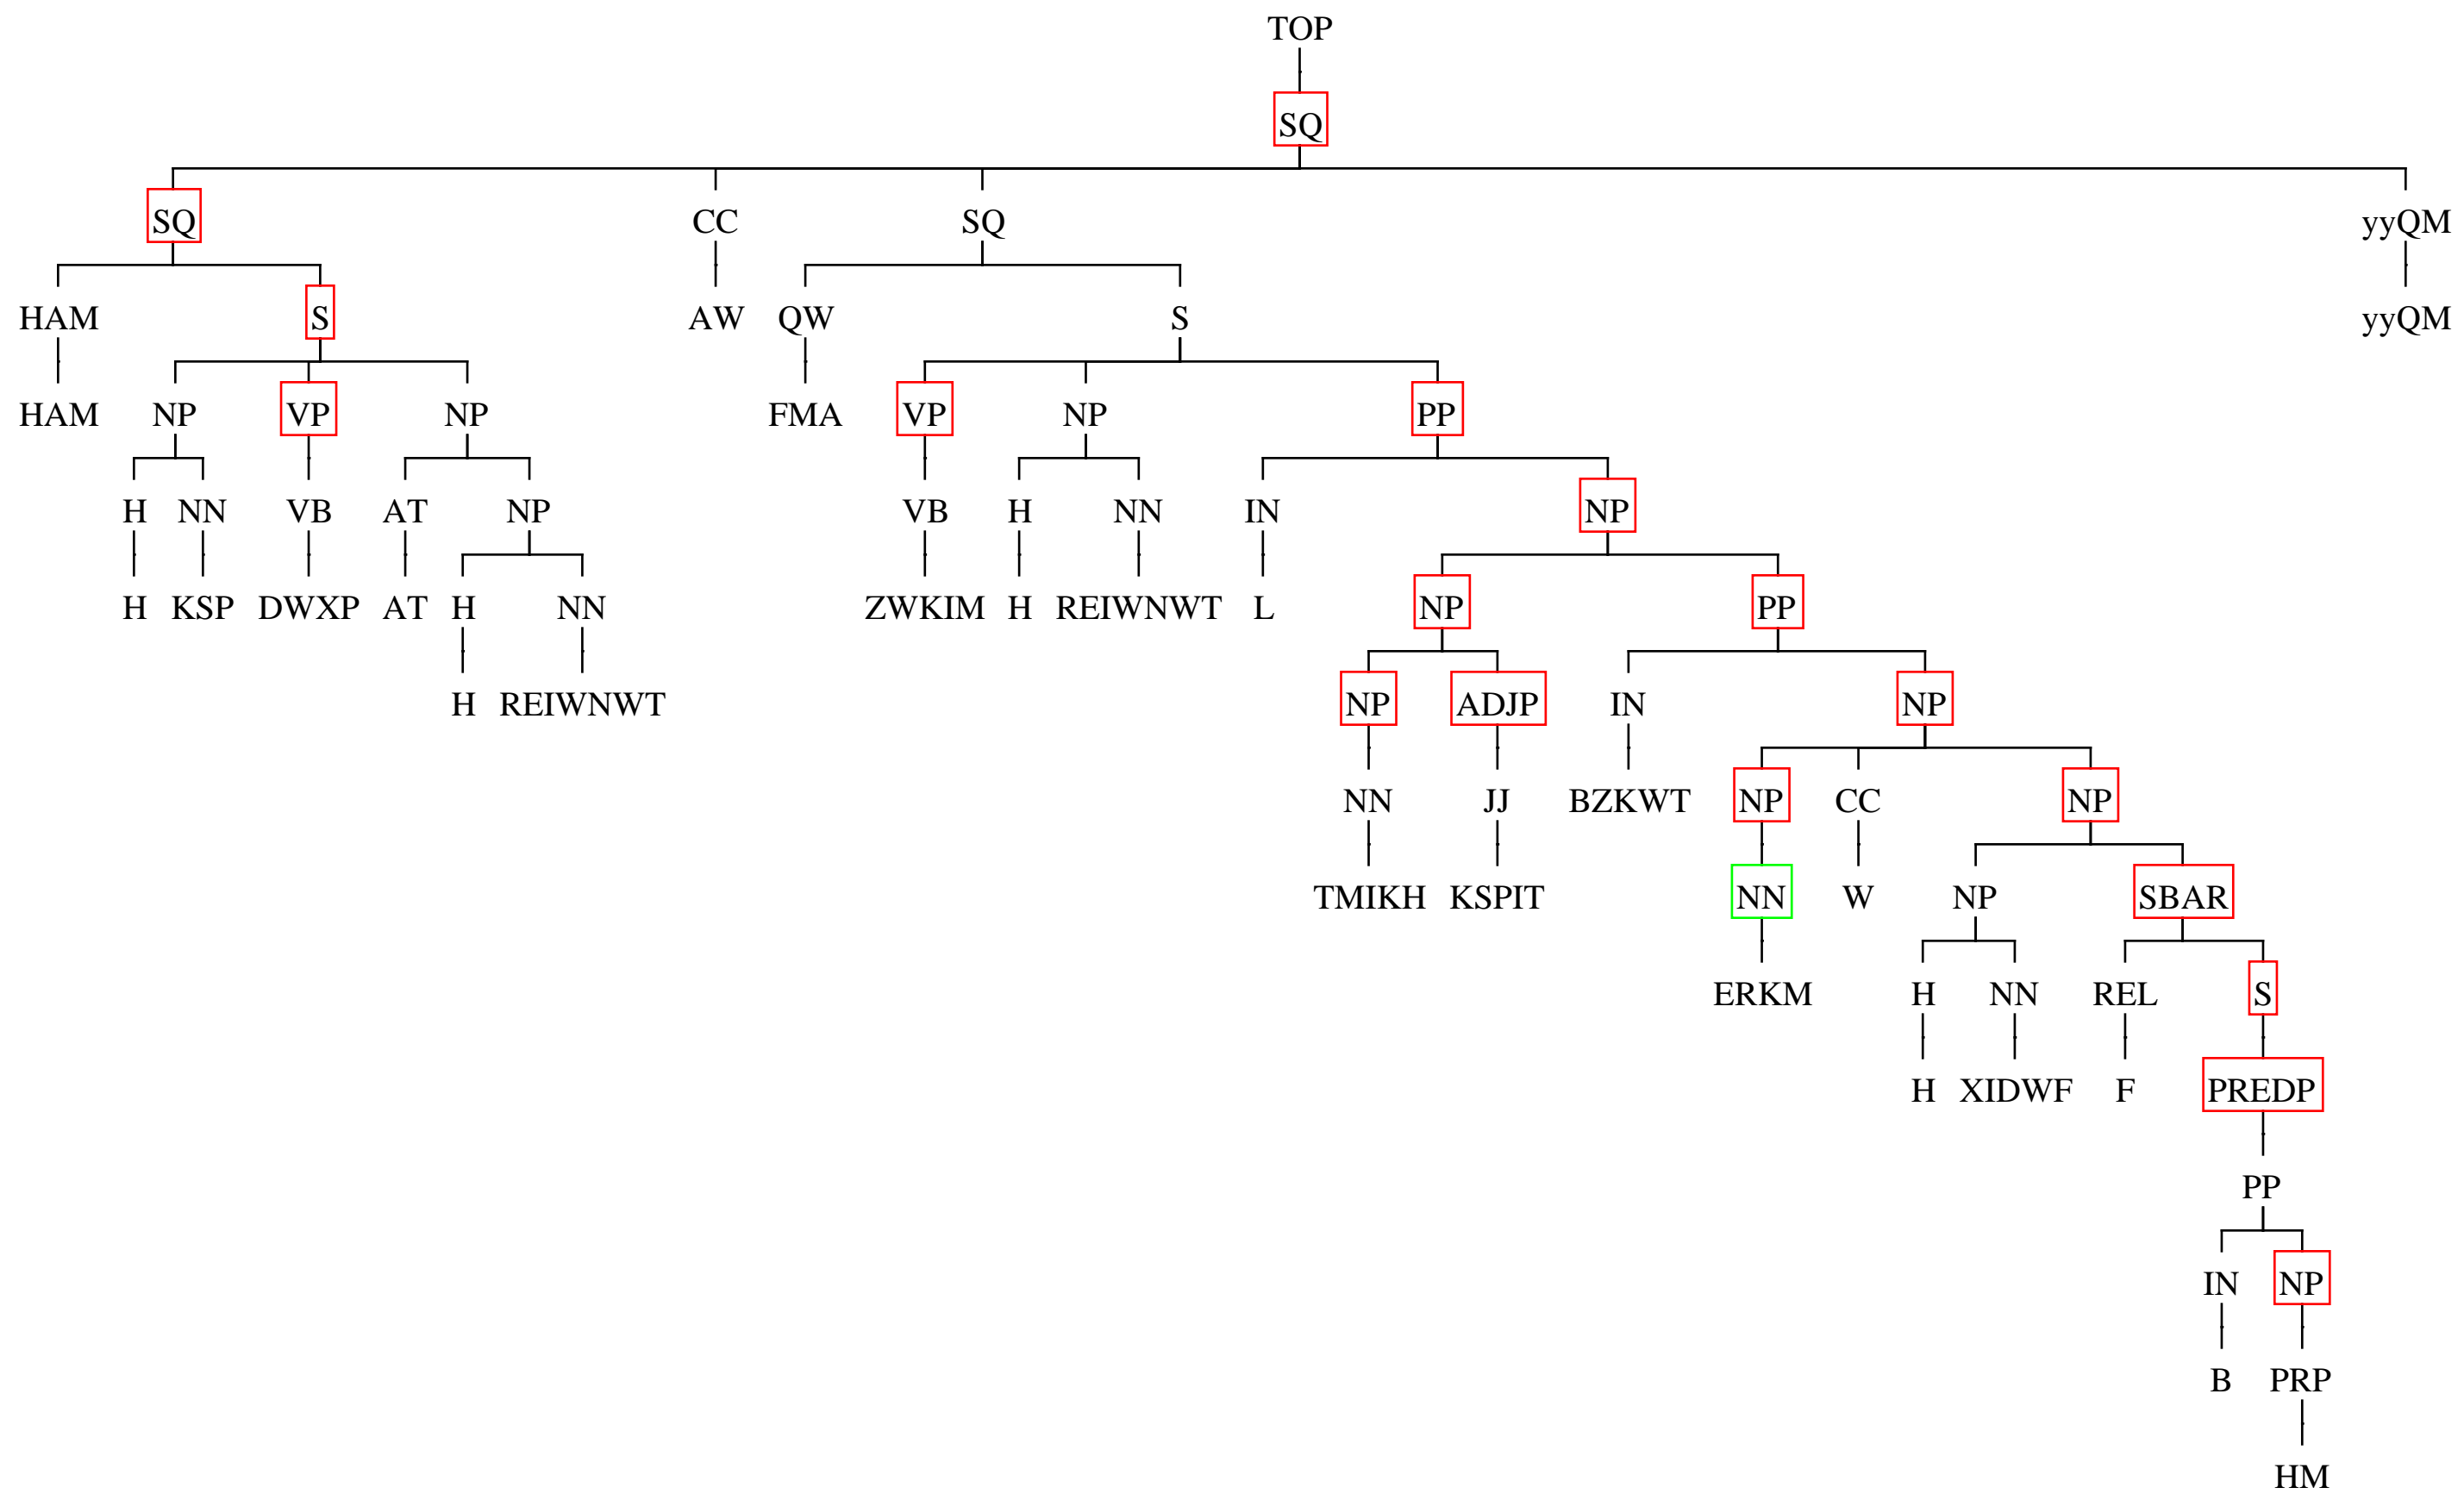 TOP
SQ
SQ CC SQ yyQM
HAM S AW QW S yyQM
HAM NP VP NP FMA VP NP PP
H NN VB AT NP VB H NN IN NP
H KSP DWXP AT H NN ZWKIM H REIWNWT L NP PP
H REIWNWT NP ADJP IN NP
NN JJ BZKWT NP CC NP
TMIKH KSPIT NN W NP SBAR
ERKM H NN REL S
H XIDWF F PREDP
PP
IN NP
B PRP
HM